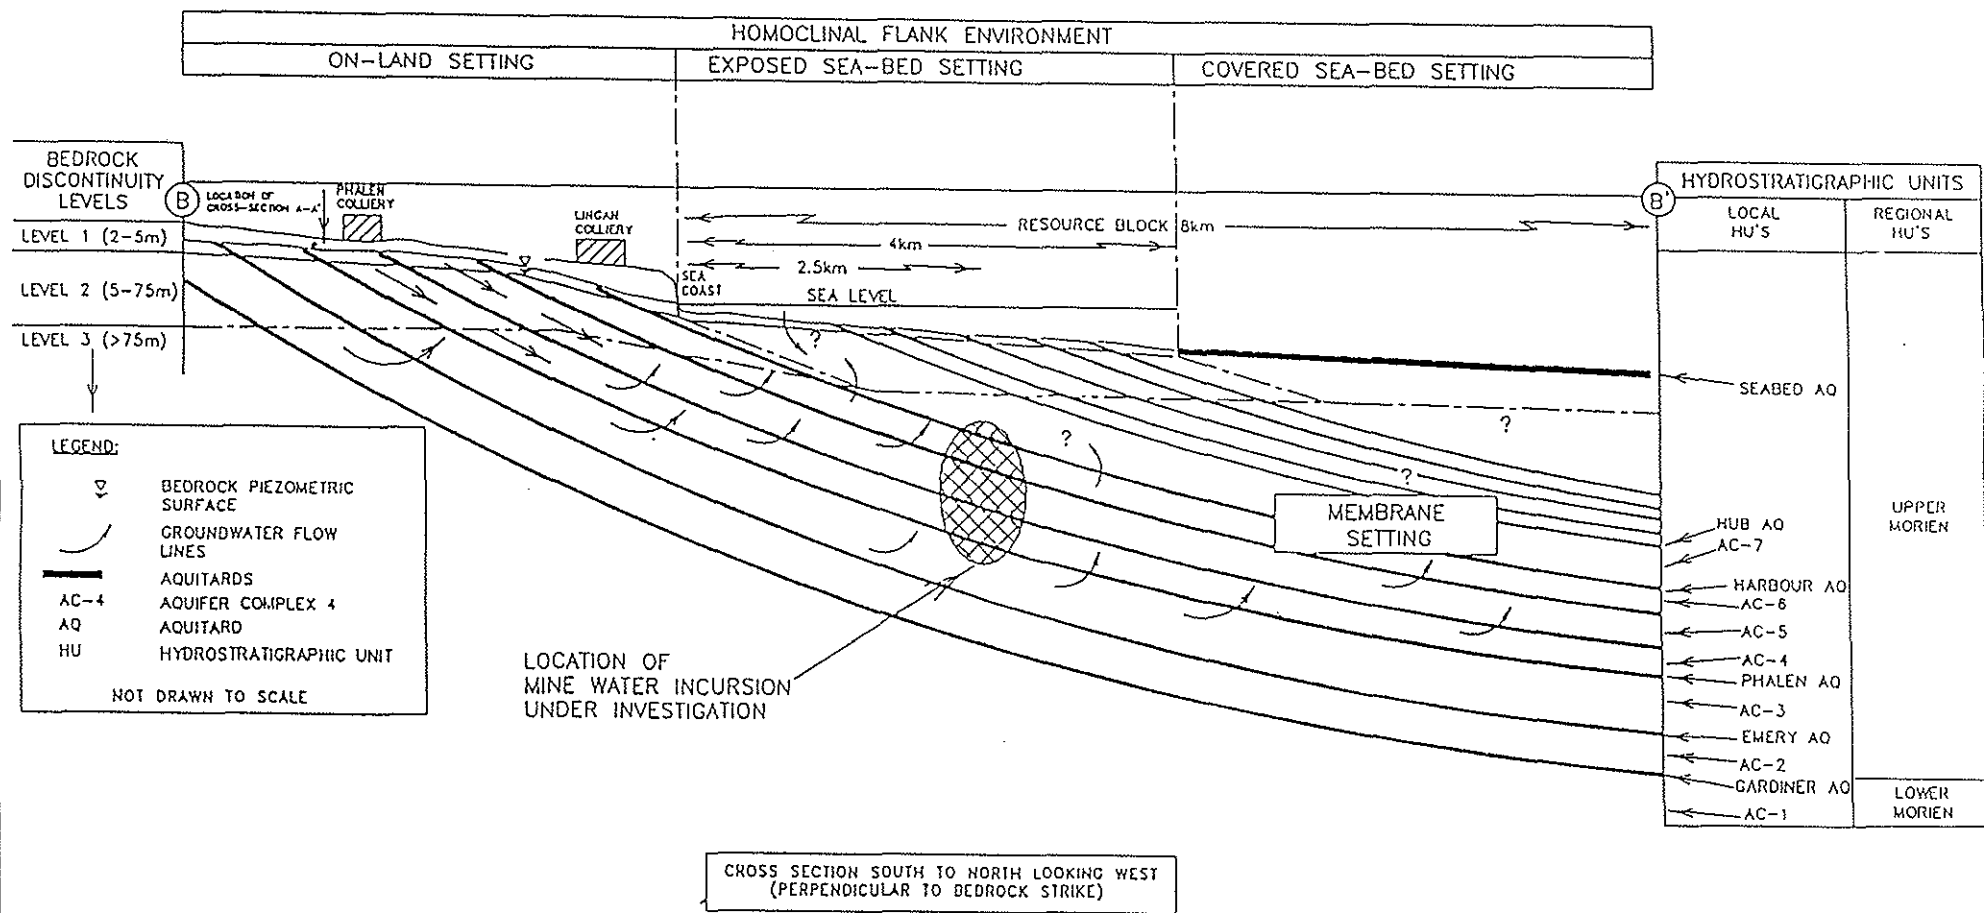 HOMOCLINAL FLANK ENVIRONMENT
ON-LAND SETTING
EXPOSED SEA-BED SETTING
COVERED SEA-BED SETTING
BEDROCK
DISCONTINUITY
LEVELS
B
LOCATION OF
CROSS-SECTION A-A'
PHALEN
COLLIERY
LINGAN
COLLIERY
LEVEL 1 (2-5m)
LEVEL 2 (5-75m)
LEVEL 3 (>75m)
SEA
COAST
RESOURCE BLOCK 8km
4km
2.5km
SEA LEVEL
?
?
?
?
B'
HYDROSTRATIGRAPHIC UNITS
LOCAL
HU'S
REGIONAL
HU'S
SEABED AQ
HUB AQ
AC-7
HARBOUR AQ
AC-6
AC-5
AC-4
PHALEN AQ
AC-3
EMERY AQ
AC-2
GARDINER AQ
AC-1
UPPER
MORIEN
LOWER
MORIEN
MEMBRANE
SETTING
LOCATION OF
MINE WATER INCURSION
UNDER INVESTIGATION
LEGEND:
BEDROCK PIEZOMETRIC
SURFACE
GROUNDWATER FLOW
LINES
AQUITARDS
AC-4 AQUIFER COMPLEX 4
AQ AQUITARD
HU HYDROSTRATIGRAPHIC UNIT
NOT DRAWN TO SCALE
CROSS SECTION SOUTH TO NORTH LOOKING WEST
(PERPENDICULAR TO BEDROCK STRIKE)